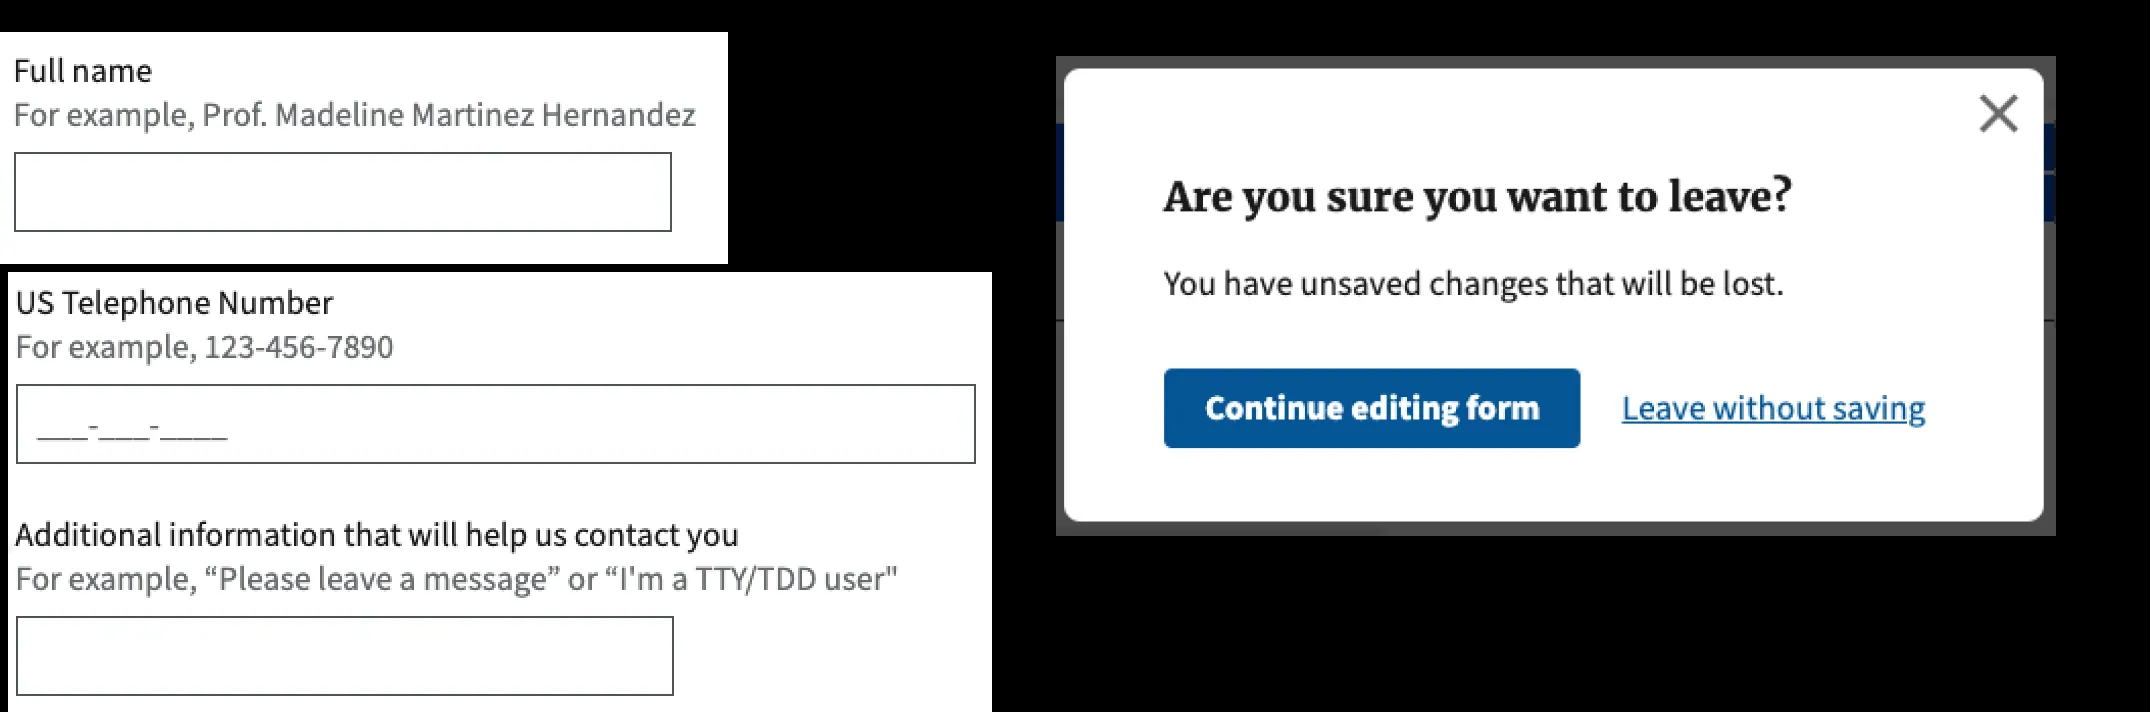 Full name
For example, Prof. Madeline Martinez Hernandez
US Telephone Number
For example, 123-456-7890
___-___-____
Additional information that will help us contact you
For example, “Please leave a message” or “I'm a TTY/TDD user"
Are you sure you want to leave?
You have unsaved changes that will be lost.
Continue editing form Leave without saving